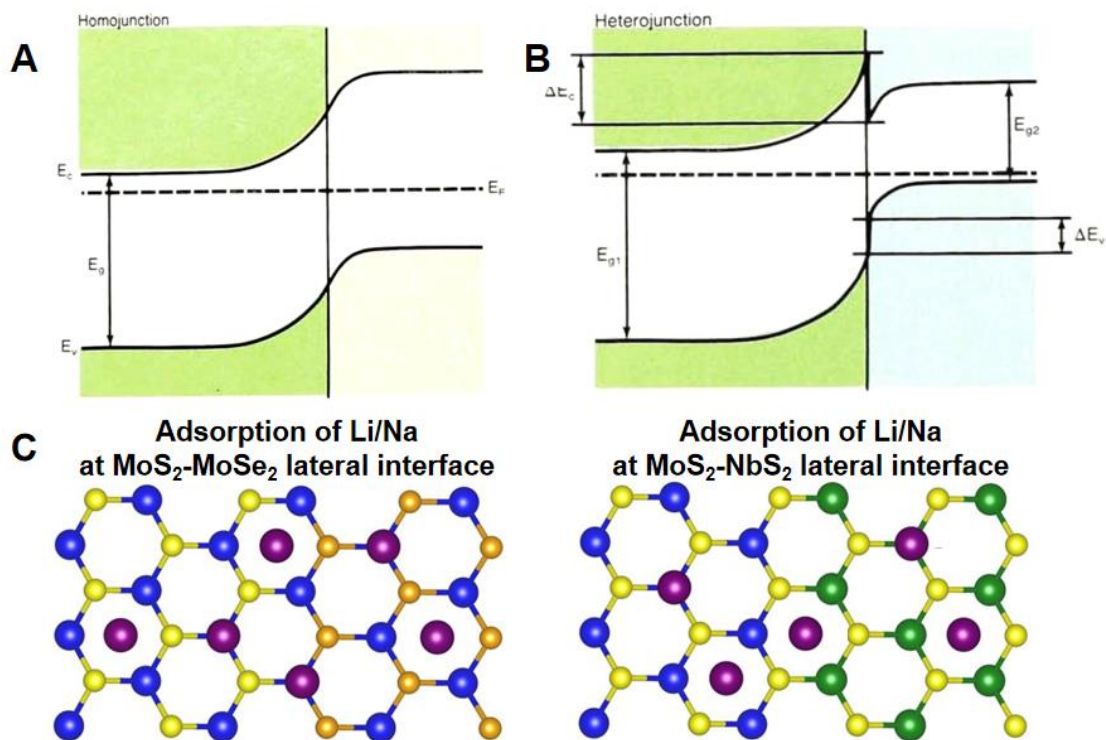 Homojunction
A
E_c
E_F
E_g
E_v
Heterojunction
B
ΔE_c
E_g2
E_g1
ΔE_v
C
Adsorption of Li/Na
at MoS₂-MoSe₂ lateral interface
Adsorption of Li/Na
at MoS₂-NbS₂ lateral interface